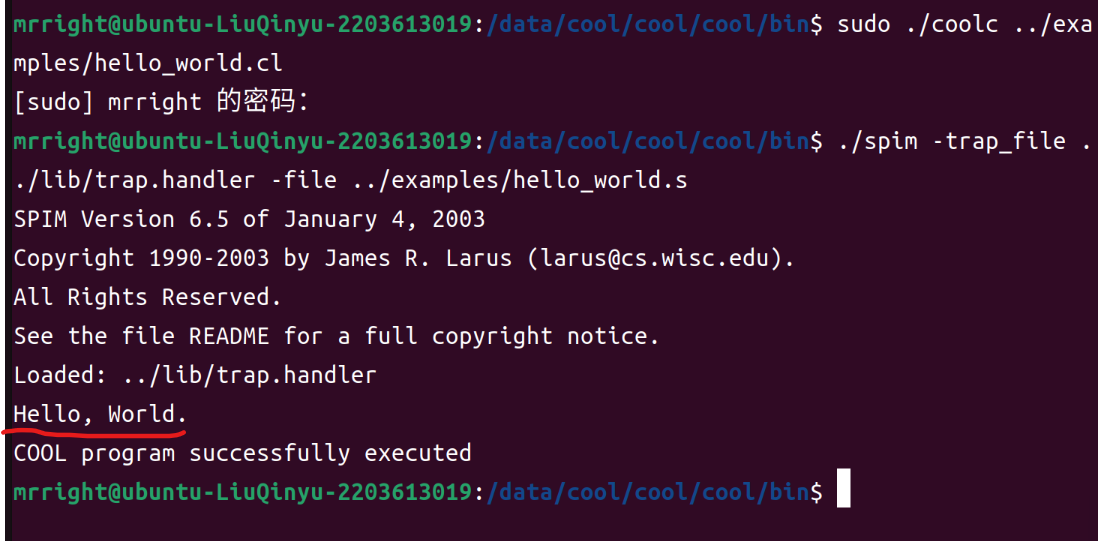 mrright@ubuntu-LiuQinyu-2203613019:/data/cool/cool/cool/bin$ sudo ./coolc ../exa
mples/hello_world.cl
[sudo] mrright 的密码：
mrright@ubuntu-LiuQinyu-2203613019:/data/cool/cool/cool/bin$ ./spim -trap_file .
./lib/trap.handler -file ../examples/hello_world.s
SPIM Version 6.5 of January 4, 2003
Copyright 1990-2003 by James R. Larus (larus@cs.wisc.edu).
All Rights Reserved.
See the file README for a full copyright notice.
Loaded: ../lib/trap.handler
Hello, World.
COOL program successfully executed
mrright@ubuntu-LiuQinyu-2203613019:/data/cool/cool/cool/bin$